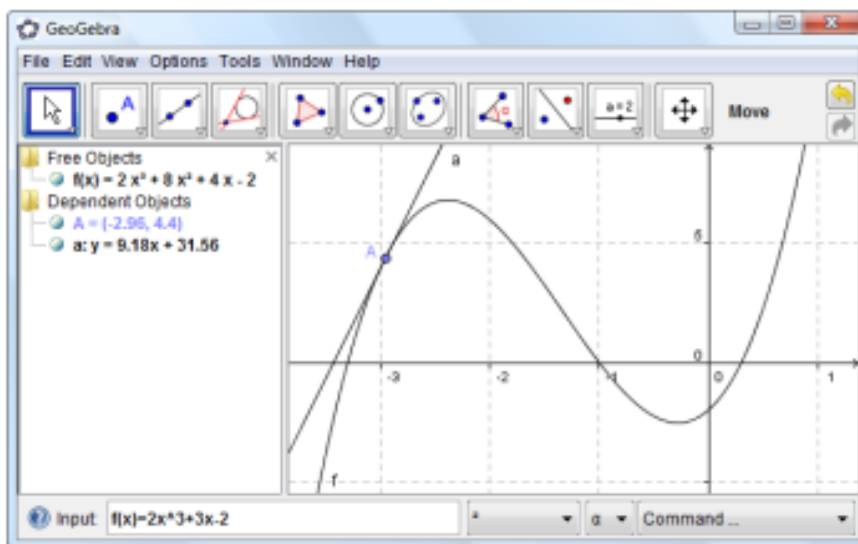 GeoGebra
File Edit View Options Tools Window Help
A
α
a=2
Move
Free Objects
f(x) = 2 x³ + 8 x² + 4 x - 2
Dependent Objects
A = (-2.96, 4.4)
a: y = 9.18x + 31.56
a
A
5
0
-3 -2 -1 0 1
f
Input: f(x)=2x^3+3x-2
²
α
Command ...